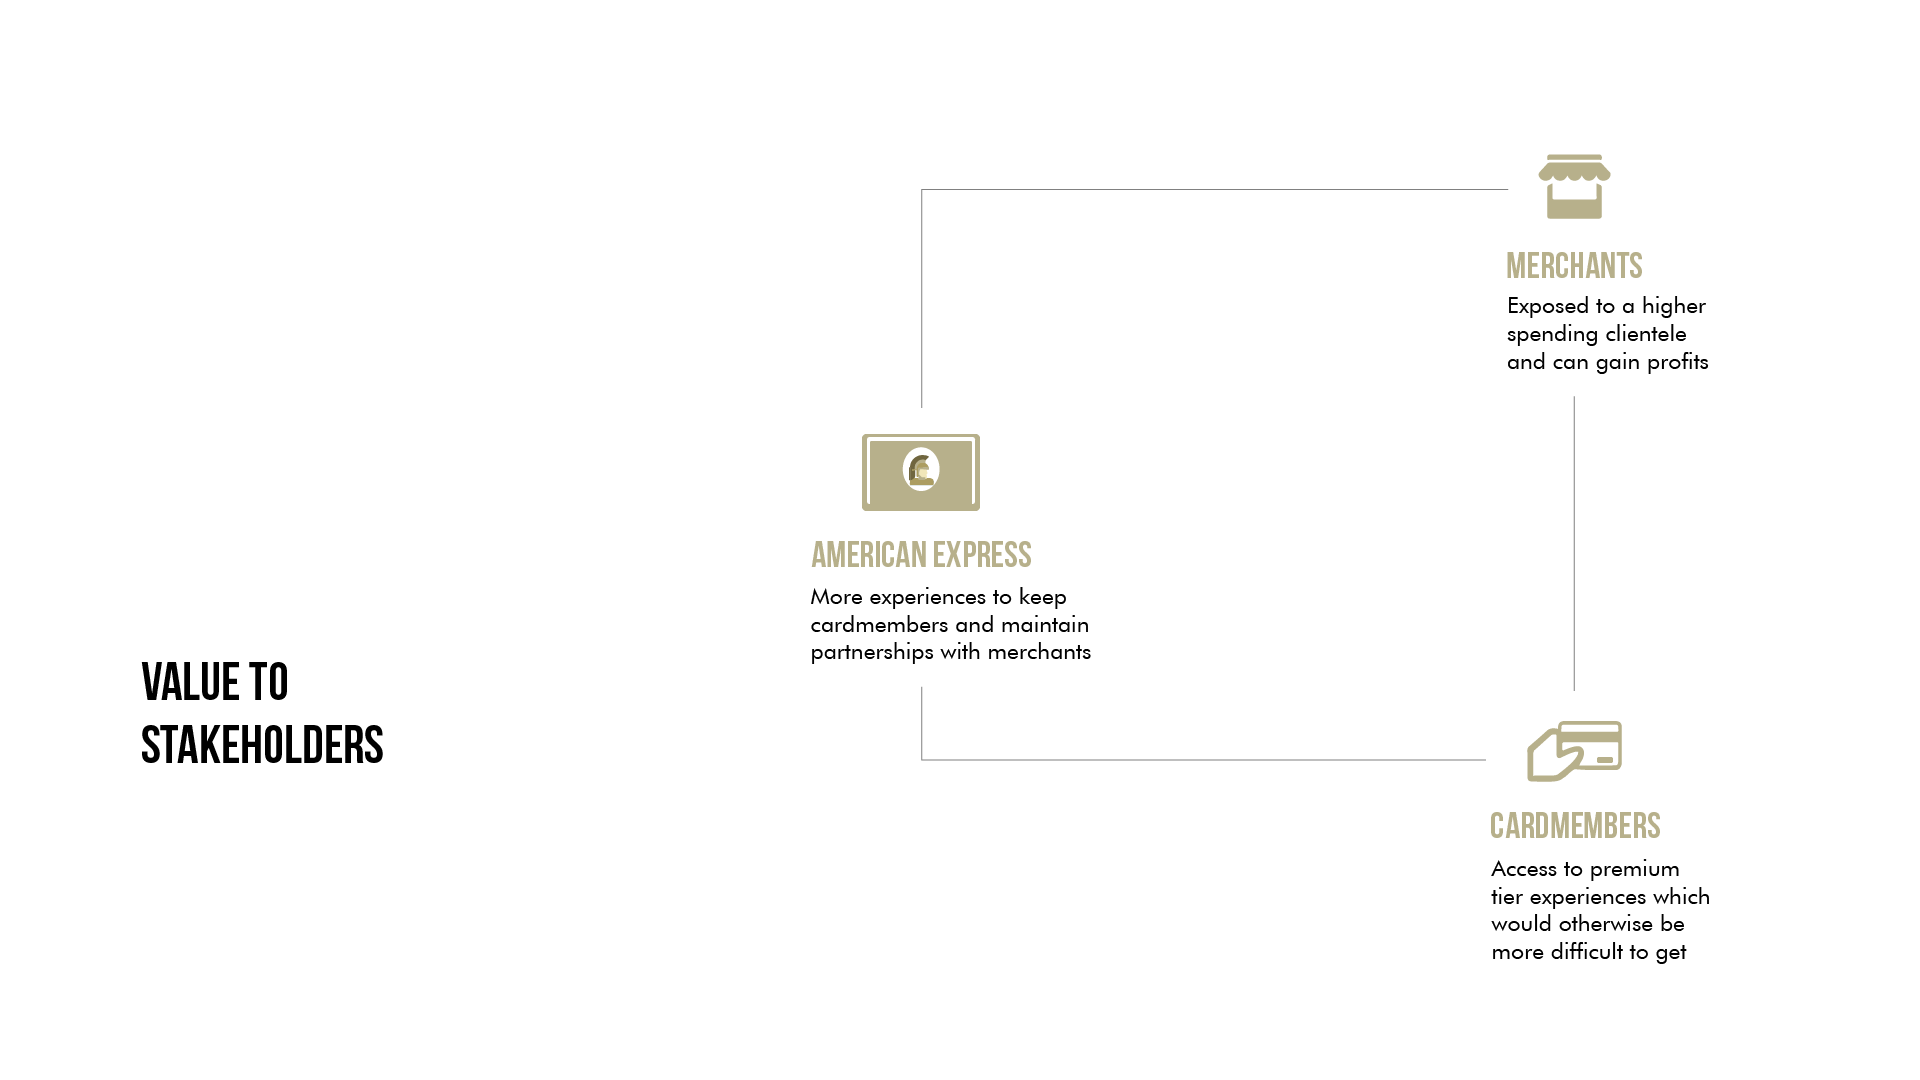 VALUE TO
STAKEHOLDERS
MERCHANTS
Exposed to a higher
spending clientele
and can gain profits
AMERICAN EXPRESS
More experiences to keep
cardmembers and maintain
partnerships with merchants
CARDMEMBERS
Access to premium
tier experiences which
would otherwise be
more difficult to get